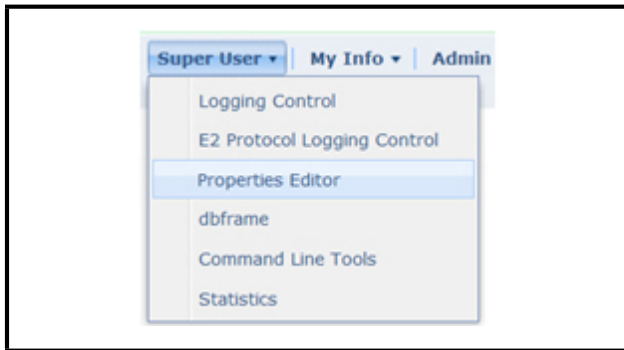 Super User My Info Admin
Logging Control
E2 Protocol Logging Control
Properties Editor
dbframe
Command Line Tools
Statistics